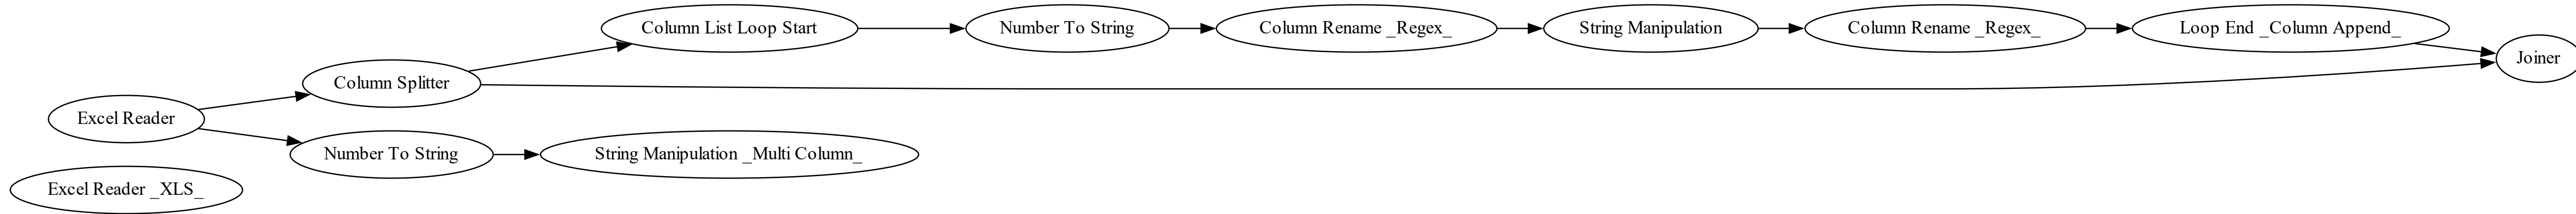 Column List Loop Start
Number To String
Column Rename _Regex_
String Manipulation
Column Rename _Regex_
Loop End _Column Append_
Joiner
Column Splitter
Excel Reader
Number To String
String Manipulation _Multi Column_
Excel Reader _XLS_